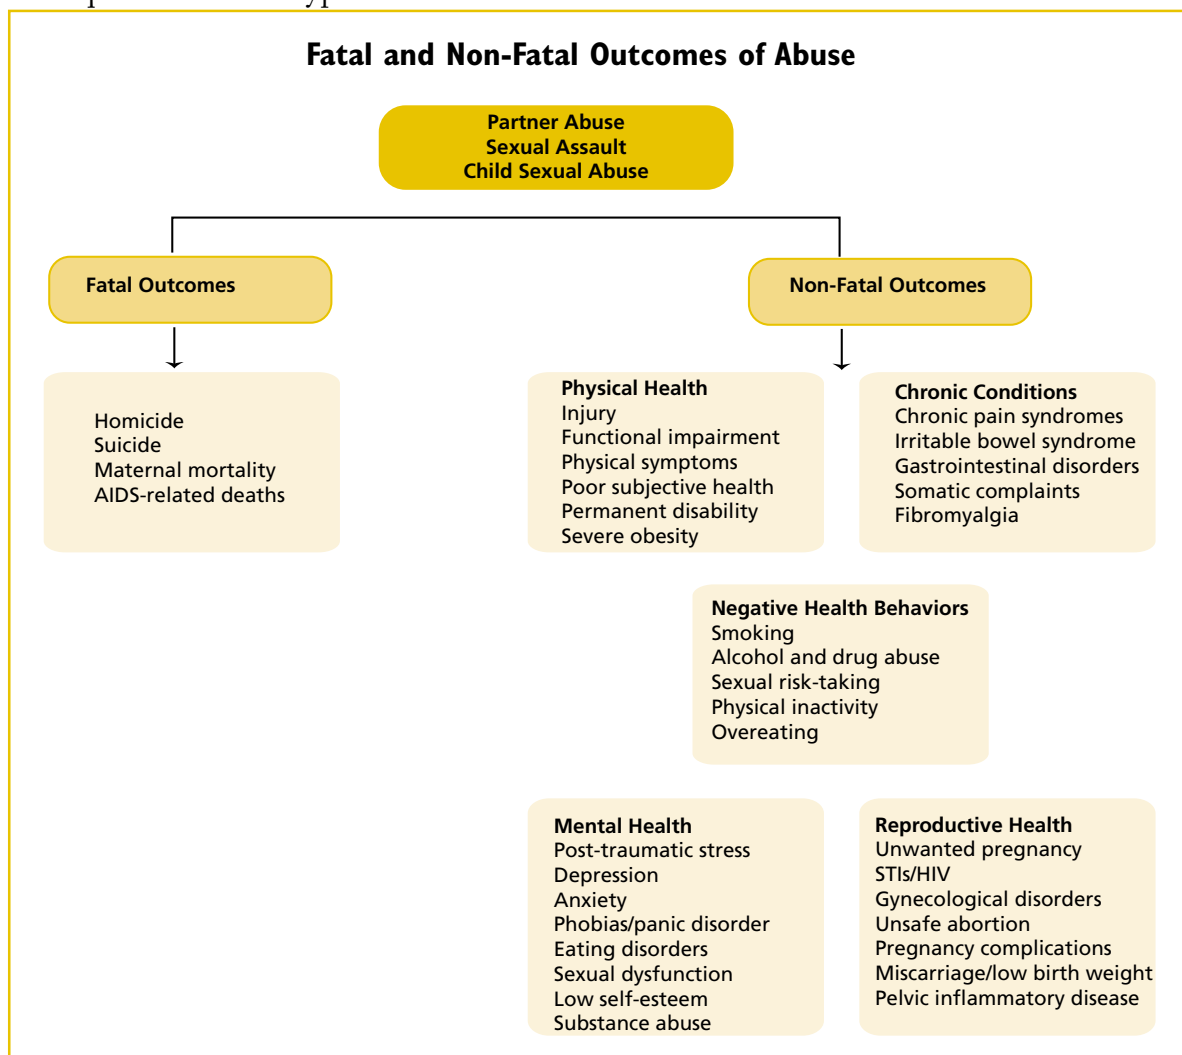 Fatal and Non-Fatal Outcomes of Abuse
Partner Abuse
Sexual Assault
Child Sexual Abuse
Fatal Outcomes
Homicide
Suicide
Maternal mortality
AIDS-related deaths
Non-Fatal Outcomes
Physical Health
Injury
Functional impairment
Physical symptoms
Poor subjective health
Permanent disability
Severe obesity
Chronic Conditions
Chronic pain syndromes
Irritable bowel syndrome
Gastrointestinal disorders
Somatic complaints
Fibromyalgia
Negative Health Behaviors
Smoking
Alcohol and drug abuse
Sexual risk-taking
Physical inactivity
Overeating
Mental Health
Post-traumatic stress
Depression
Anxiety
Phobias/panic disorder
Eating disorders
Sexual dysfunction
Low self-esteem
Substance abuse
Reproductive Health
Unwanted pregnancy
STIs/HIV
Gynecological disorders
Unsafe abortion
Pregnancy complications
Miscarriage/low birth weight
Pelvic inflammatory disease